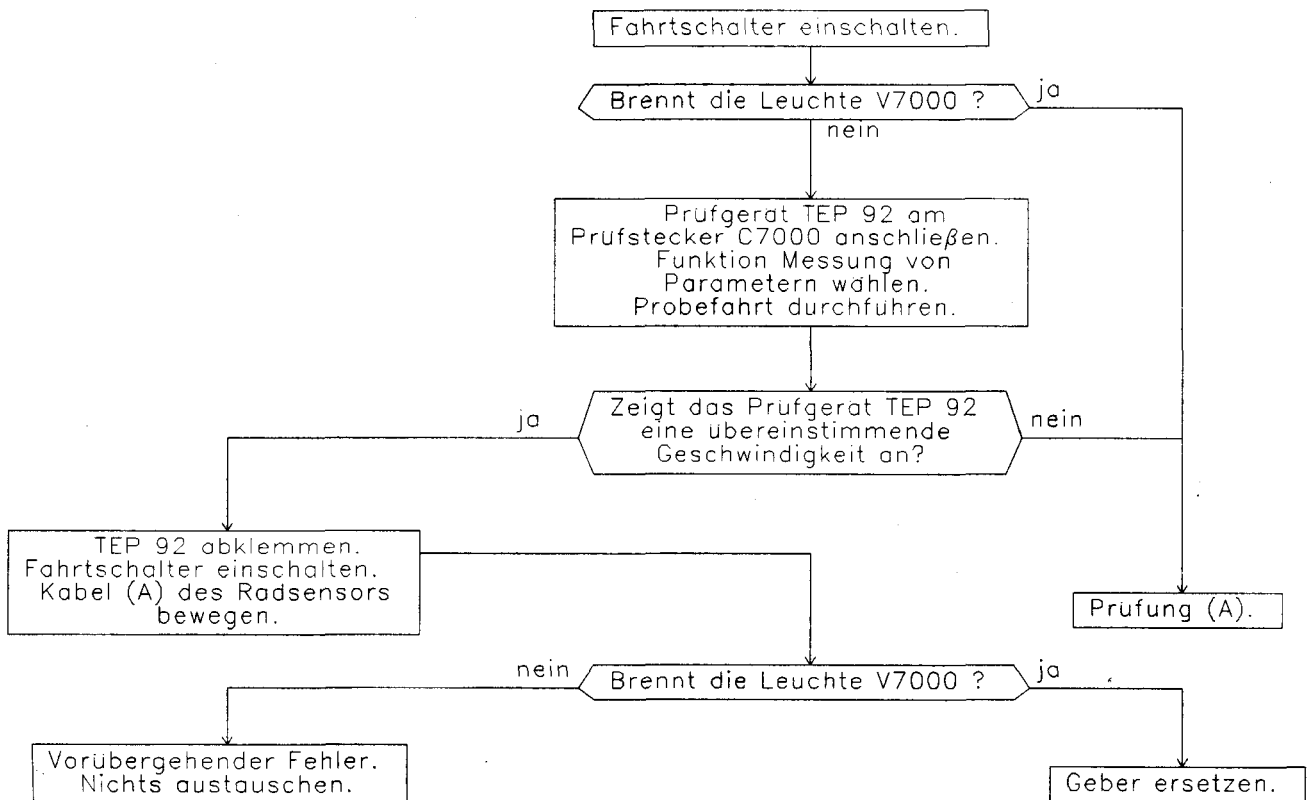 Fahrtschalter einschalten.
Brennt die Leuchte V7000 ?
ja
nein
Prüfgerät TEP 92 am
Prüfstecker C7000 anschließen.
Funktion Messung von
Parametern wählen.
Probefahrt durchführen.
ja
Zeigt das Prüfgerät TEP 92
eine übereinstimmende
Geschwindigkeit an?
nein
TEP 92 abklemmen.
Fahrtschalter einschalten.
Kabel (A) des Radsensors
bewegen.
Prüfung (A).
nein
Brennt die Leuchte V7000 ?
ja
Vorübergehender Fehler.
Nichts austauschen.
Geber ersetzen.